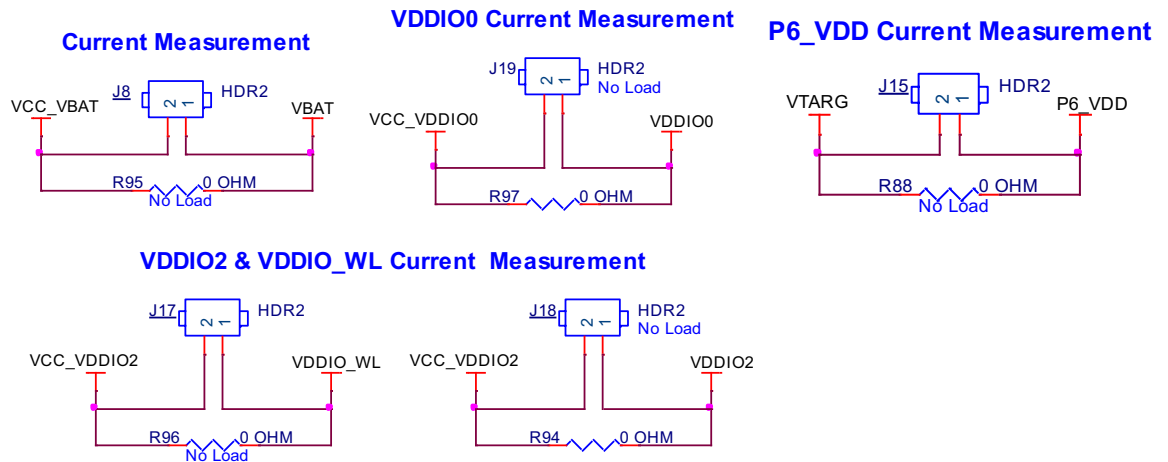 Current Measurement
J8
2
1
HDR2
VCC_VBAT
VBAT
R95
0 OHM
No Load
VDDIO0 Current Measurement
J19
2
1
HDR2
No Load
VCC_VDDIO0
VDDIO0
R97
0 OHM
P6_VDD Current Measurement
J15
2
1
HDR2
VTARG
P6_VDD
R88
0 OHM
No Load
VDDIO2 & VDDIO_WL Current Measurement
J17
2
1
HDR2
VCC_VDDIO2
VDDIO_WL
R96
0 OHM
No Load
J18
2
1
HDR2
No Load
VCC_VDDIO2
VDDIO2
R94
0 OHM